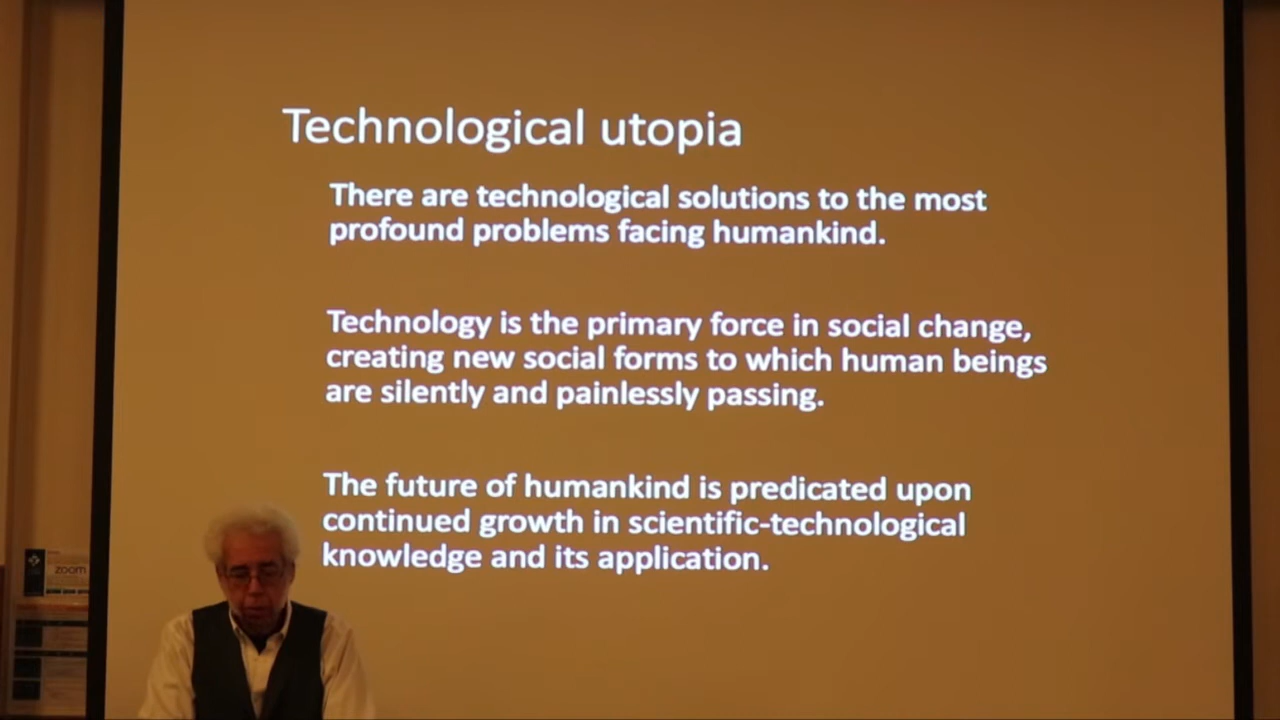 Technological utopia
There are technological solutions to the most
profound problems facing humankind.
Technology is the primary force in social change,
creating new social forms to which human beings
are silently and painlessly passing.
The future of humankind is predicated upon
continued growth in scientific-technological
knowledge and its application.
zoom